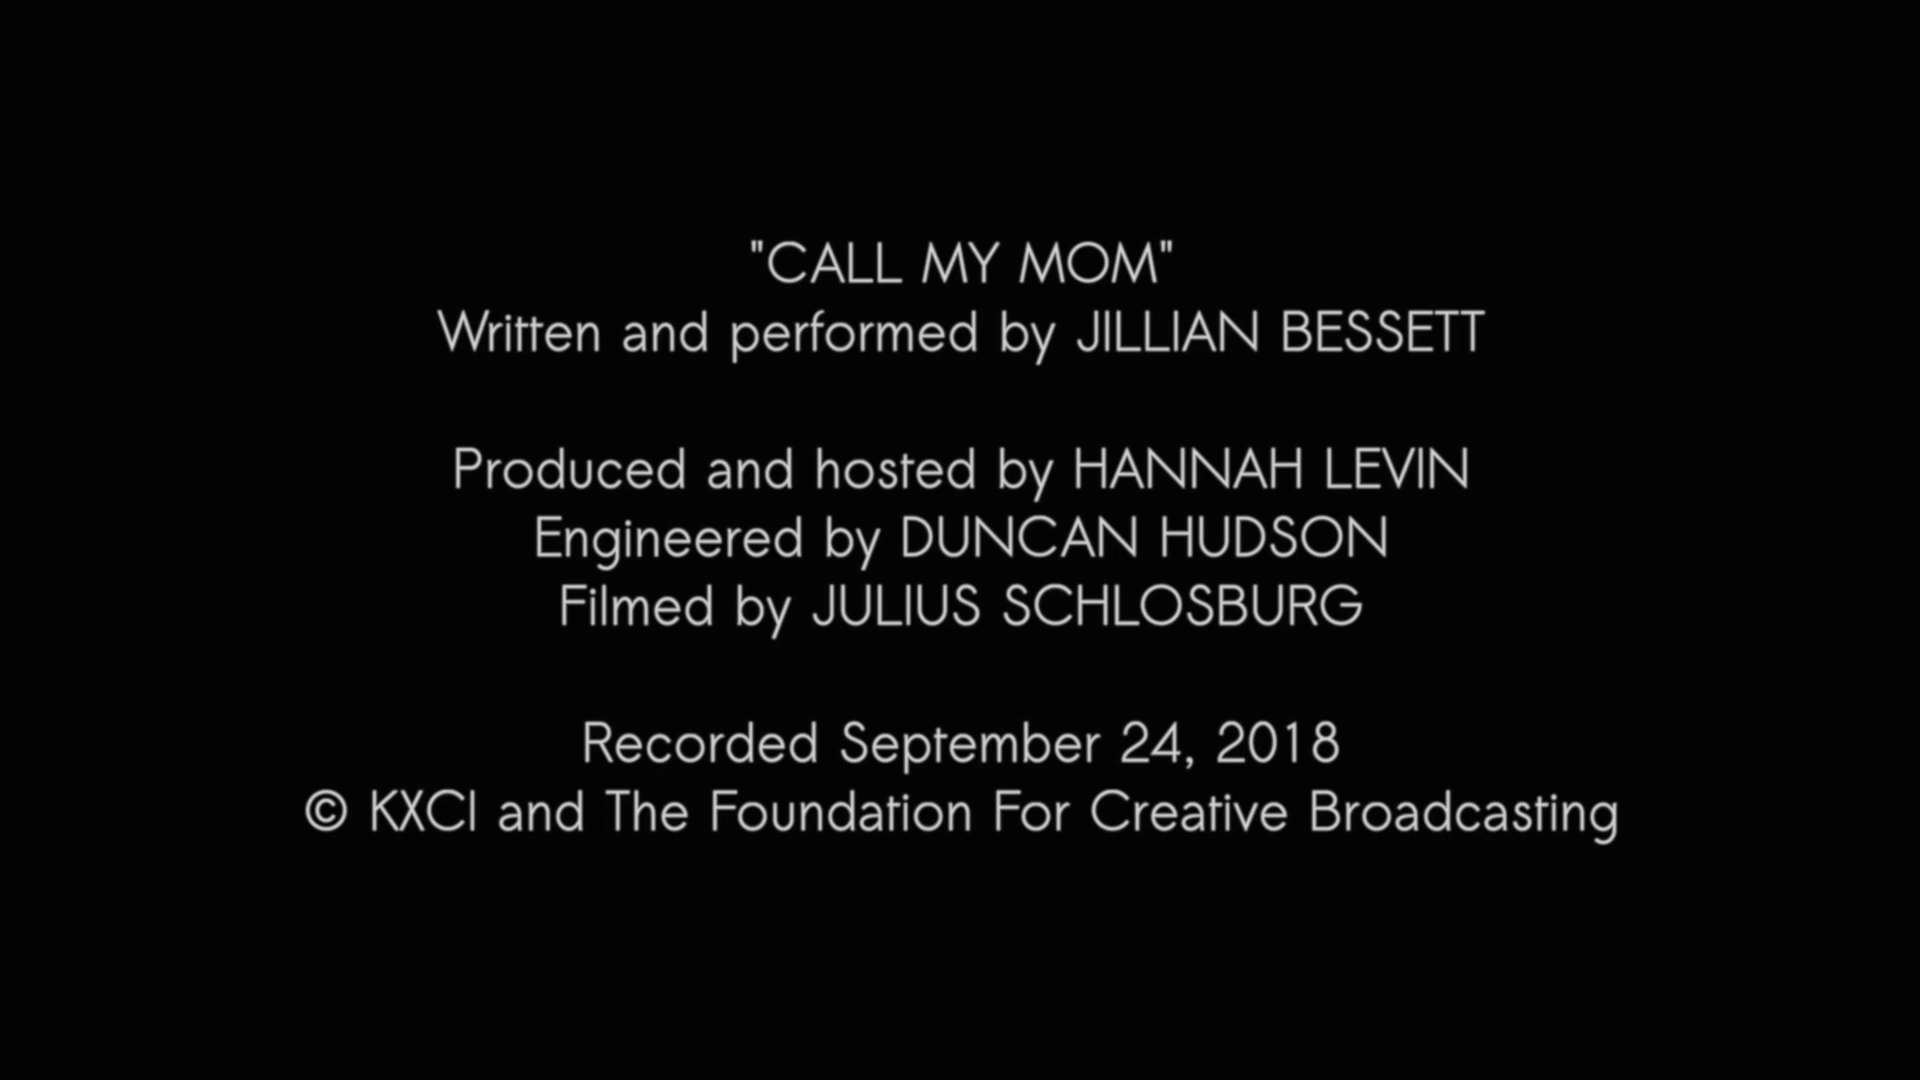 "CALL MY MOM"
Written and performed by JILLIAN BESSETT
Produced and hosted by HANNAH LEVIN
Engineered by DUNCAN HUDSON
Filmed by JULIUS SCHLOSBURG
Recorded September 24, 2018
© KXCI and The Foundation For Creative Broadcasting